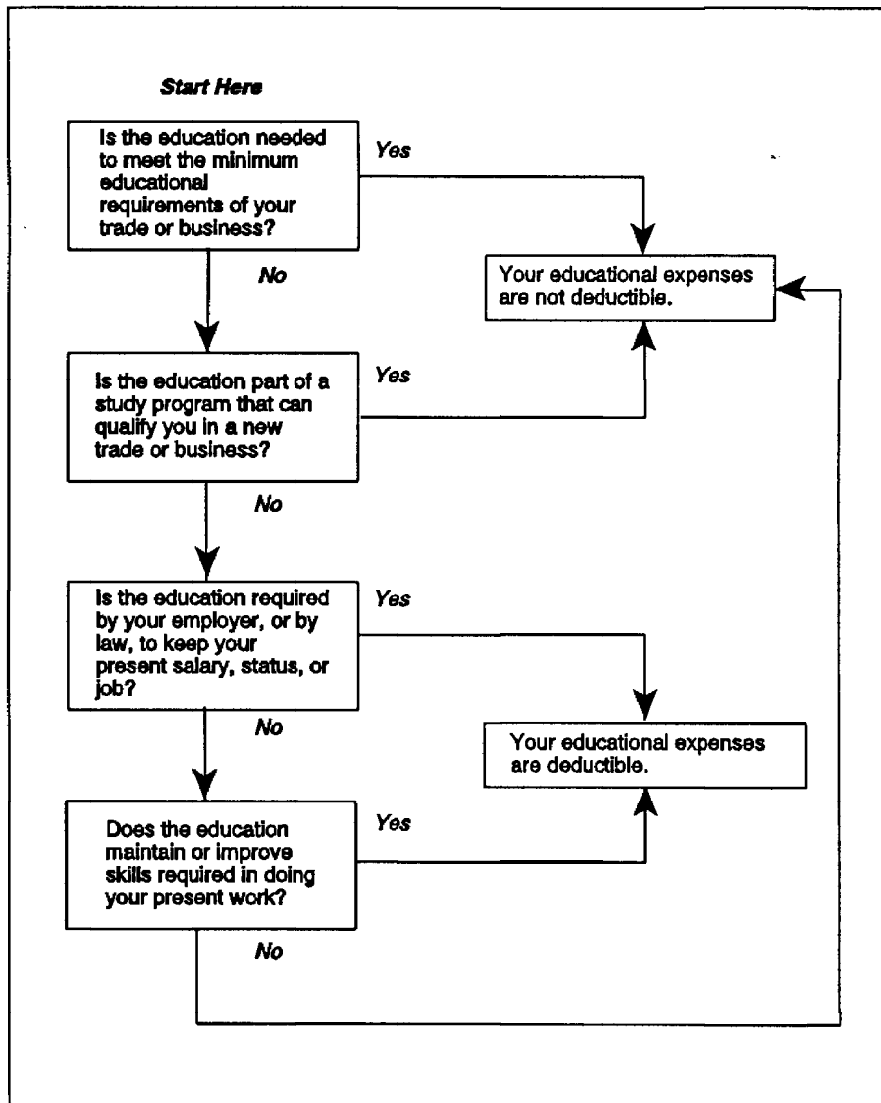 Start Here
Is the education needed
to meet the minimum
educational
requirements of your
trade or business?
Yes
No
Your educational expenses
are not deductible.
Is the education part of a
study program that can
qualify you in a new
trade or business?
Yes
No
Is the education required
by your employer, or by
law, to keep your
present salary, status, or
job?
Yes
No
Your educational expenses
are deductible.
Does the education
maintain or improve
skills required in doing
your present work?
Yes
No